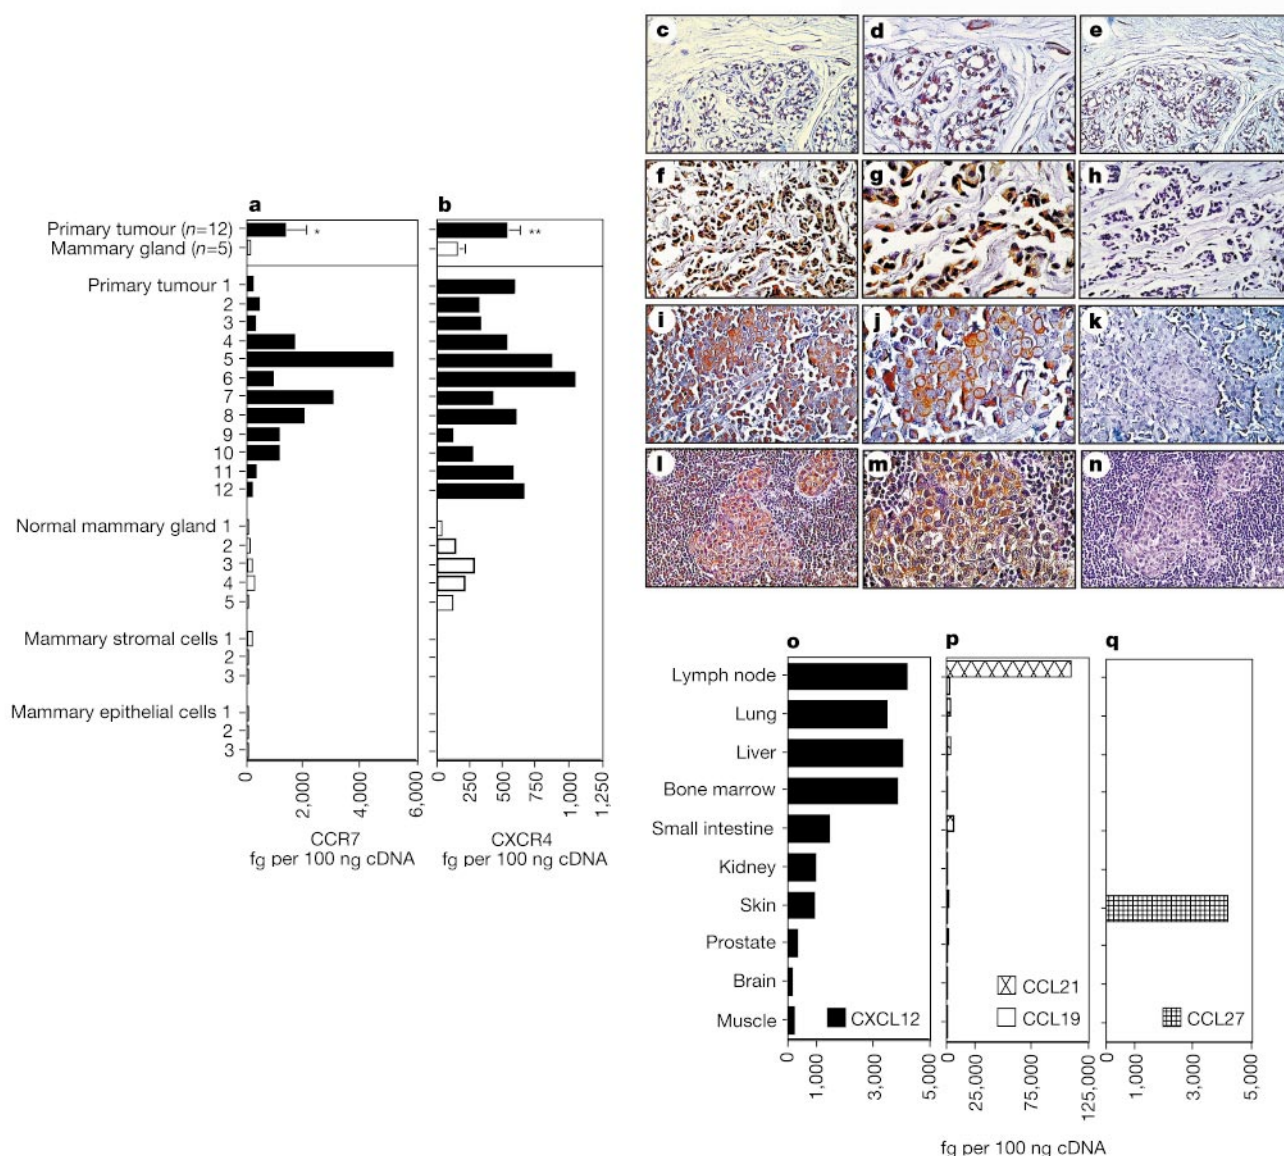 a
b
Primary tumour (n=12)
*
**
Mammary gland (n=5)
Primary tumour 1
2
3
4
5
6
7
8
9
10
11
12
Normal mammary gland 1
2
3
4
5
Mammary stromal cells 1
2
3
Mammary epithelial cells 1
2
3
0
2,000
4,000
6,000
0
250
500
750
1,000
1,250
CCR7
fg per 100 ng cDNA
CXCR4
fg per 100 ng cDNA
c
d
e
f
g
h
i
j
k
l
m
n
o
p
q
Lymph node
Lung
Liver
Bone marrow
Small intestine
Kidney
Skin
Prostate
Brain
Muscle
CXCL12
CCL21
CCL19
CCL27
0
1,000
3,000
5,000
0
25,000
75,000
125,000
0
1,000
3,000
5,000
fg per 100 ng cDNA